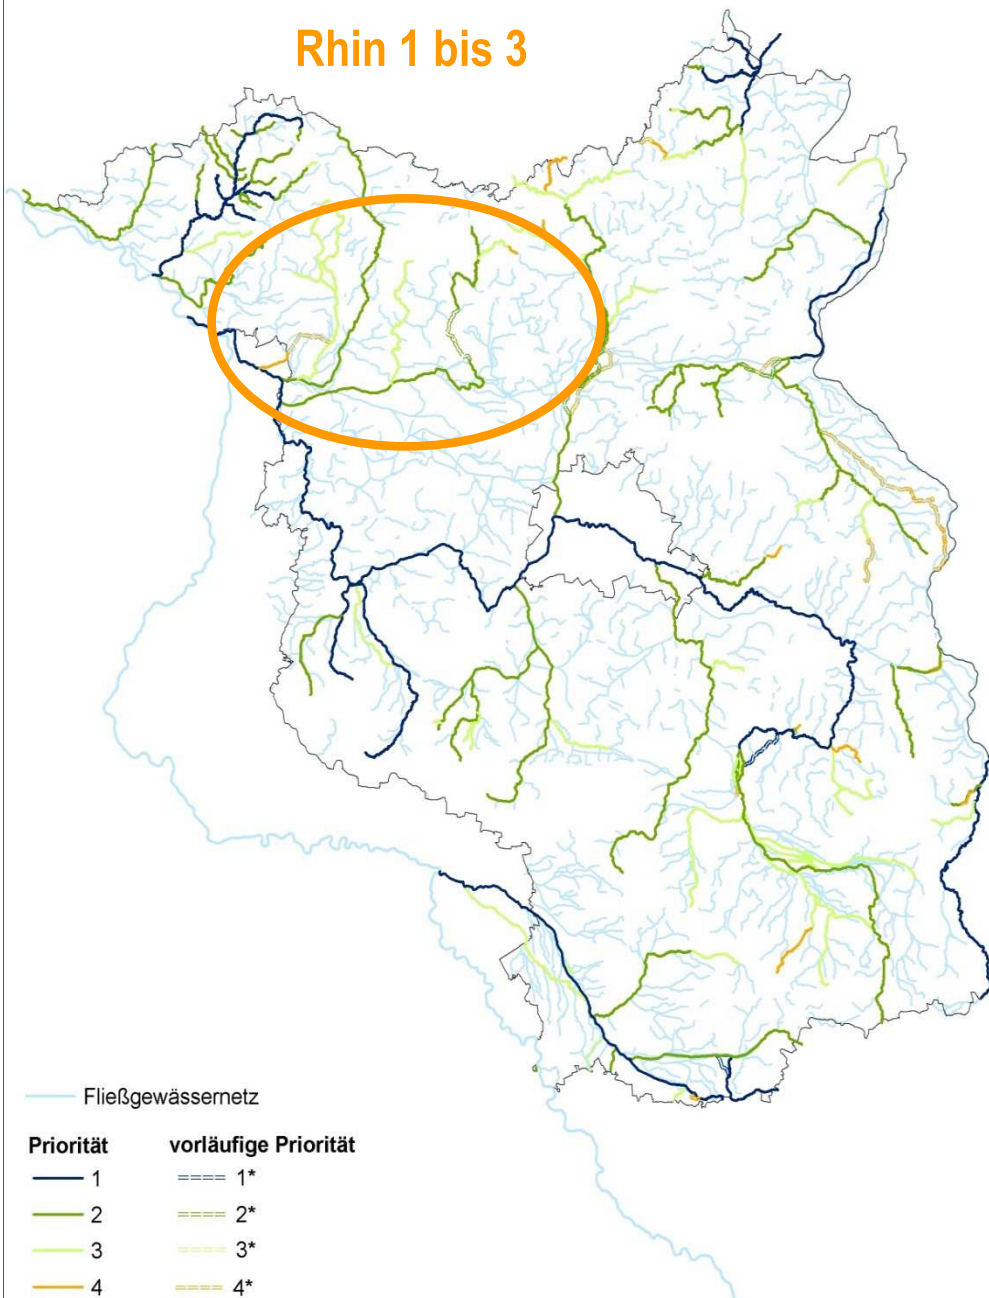 Rhin 1 bis 3
Fließgewässernetz
Priorität vorläufige Priorität
1 1*
2 2*
3 3*
4 4*